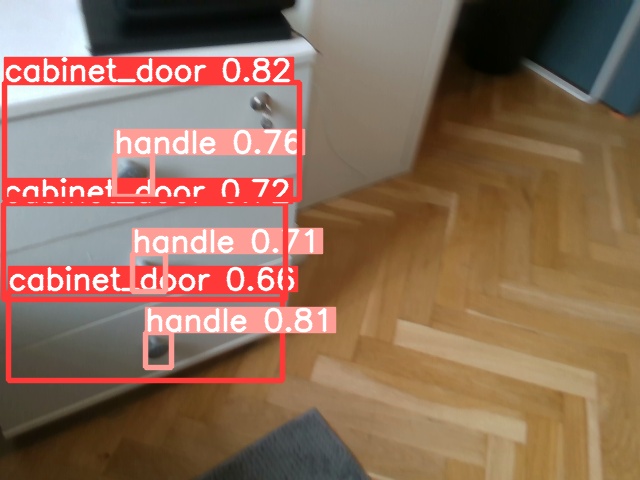 cabinet_door 0.82
handle 0.76
cabinet_door 0.72
handle 0.71
cabinet_door 0.66
handle 0.81